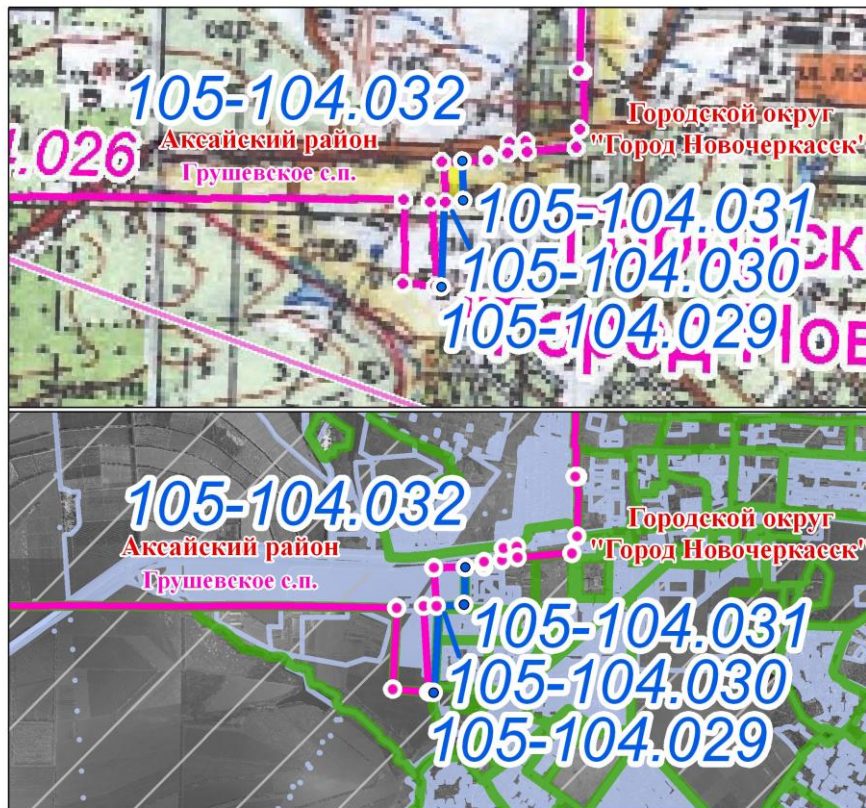 105-104.032
Аксайский район
Грушевское с.п.
4.026
Городской округ
"Город Новочеркасск"
105-104.031
105-104.030
105-104.029
105-104.032
Аксайский район
Грушевское с.п.
Городской округ
"Город Новочеркасск"
105-104.031
105-104.030
105-104.029